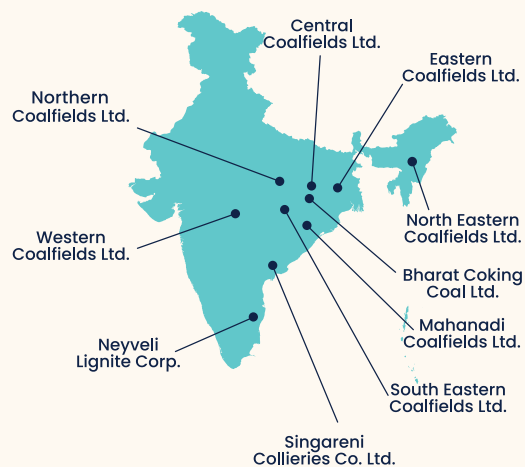 Central
Coalfields Ltd.
Eastern
Coalfields Ltd.
Northern
Coalfields Ltd.
North Eastern
Coalfields Ltd.
Western
Coalfields Ltd.
Bharat Coking
Coal Ltd.
Mahanadi
Coalfields Ltd.
Neyveli
Lignite Corp.
South Eastern
Coalfields Ltd.
Singareni
Collieries Co. Ltd.